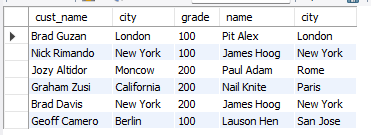 cust_name city grade name city
Brad Guzan London 100 Pit Alex London
Nick Rimando New York 100 James Hoog New York
Jozy Altidor Moncow 200 Paul Adam Rome
Graham Zusi California 200 Nail Knite Paris
Brad Davis New York 200 James Hoog New York
Geoff Camero Berlin 100 Lauson Hen San Jose